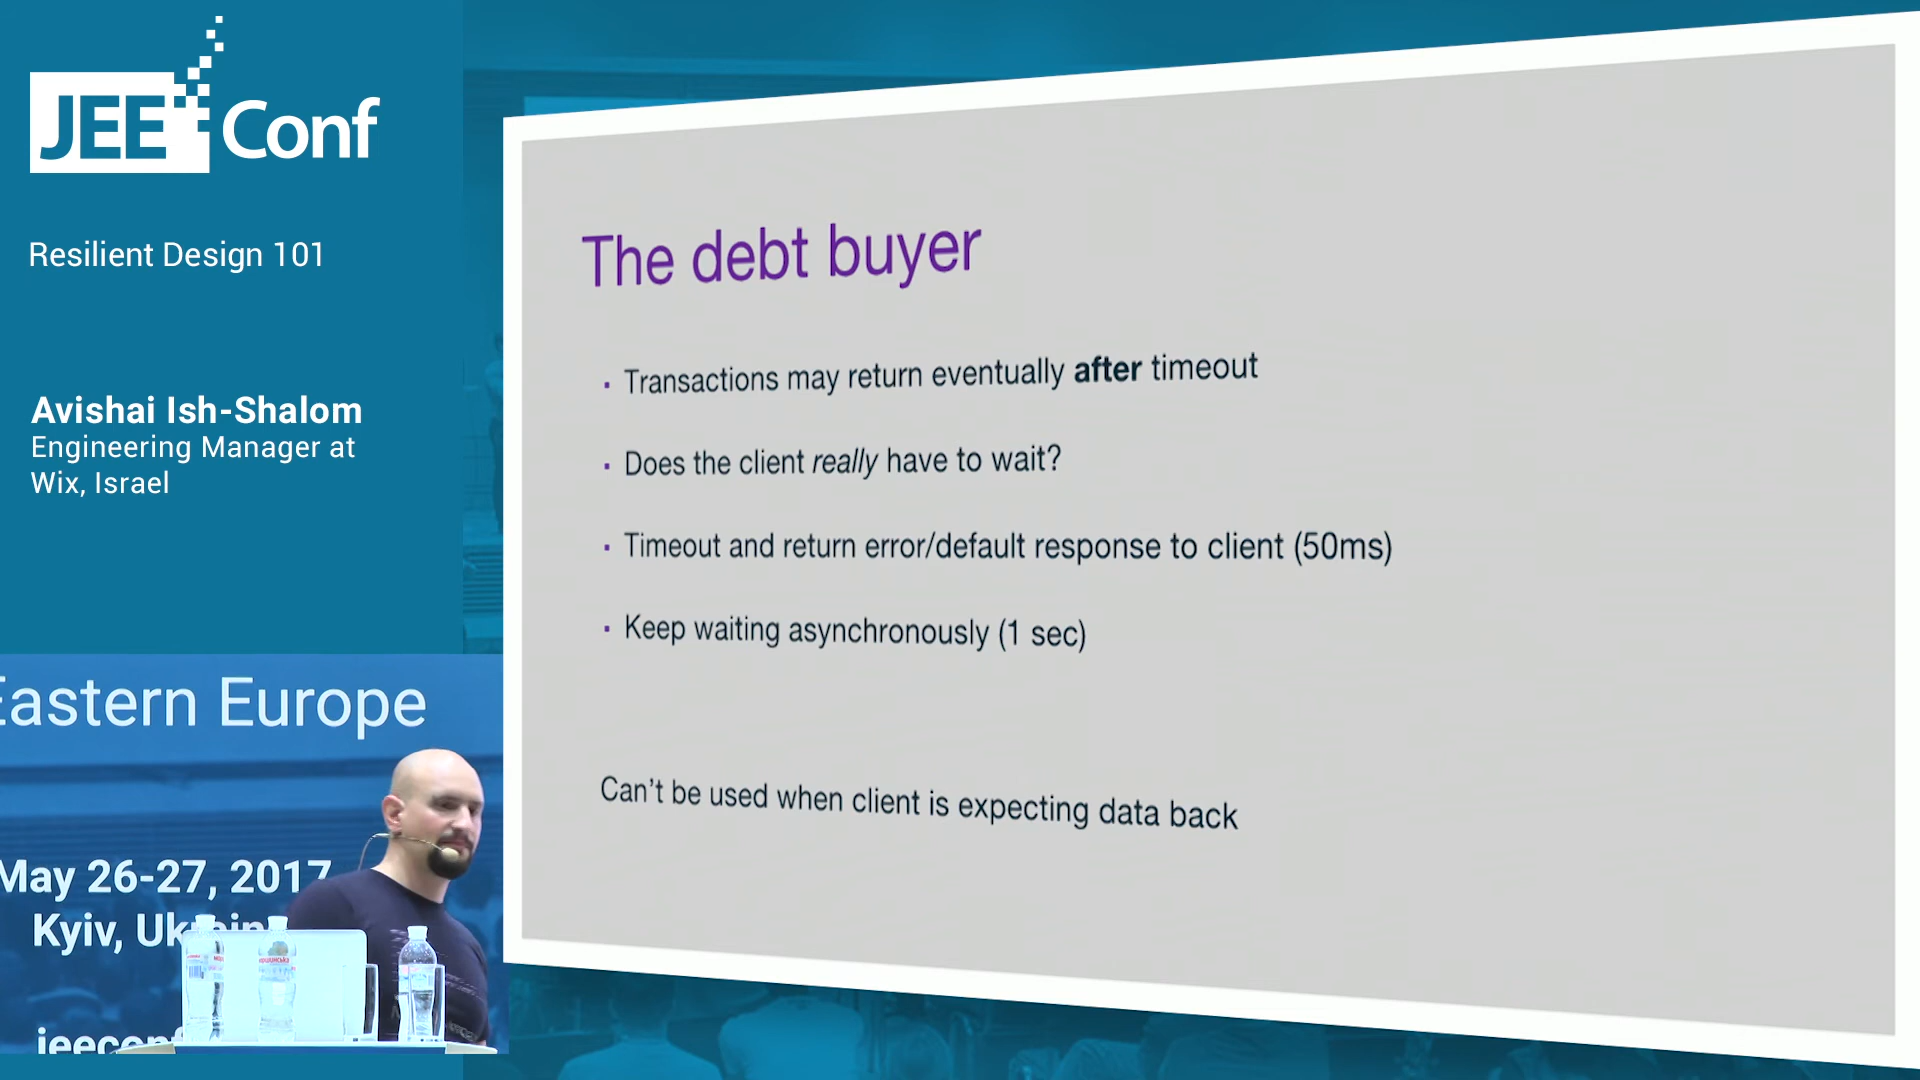 JEE Conf
Resilient Design 101
Avishai Ish-Shalom
Engineering Manager at
Wix, Israel
Eastern Europe
May 26-27, 2017
Kyiv,
The debt buyer
· Transactions may return eventually after timeout
· Does the client really have to wait?
· Timeout and return error/default response to client (50ms)
· Keep waiting asynchronously (1 sec)
Can't be used when client is expecting data back